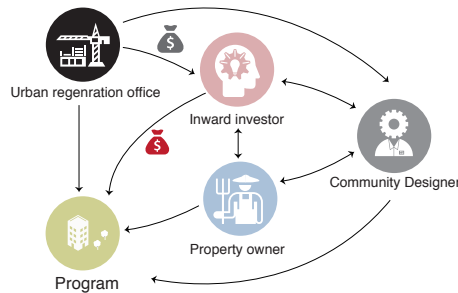 Urban regenration office
$
Inward investor
$
Community Designer
Property owner
Program